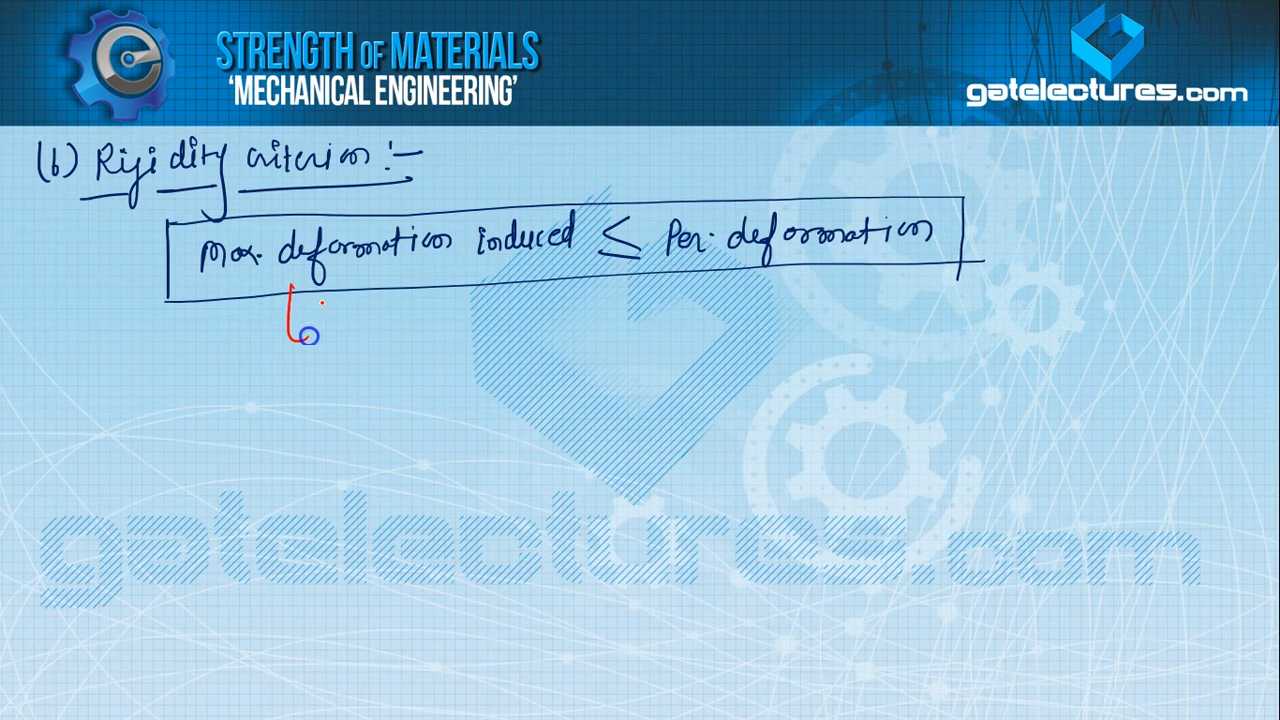 STRENGTH OF MATERIALS
'MECHANICAL ENGINEERING'
gatelectures.com
(b) Rigidity criterion :-
Max. deformation induced ≤ Per. deformation
gatelectures.com